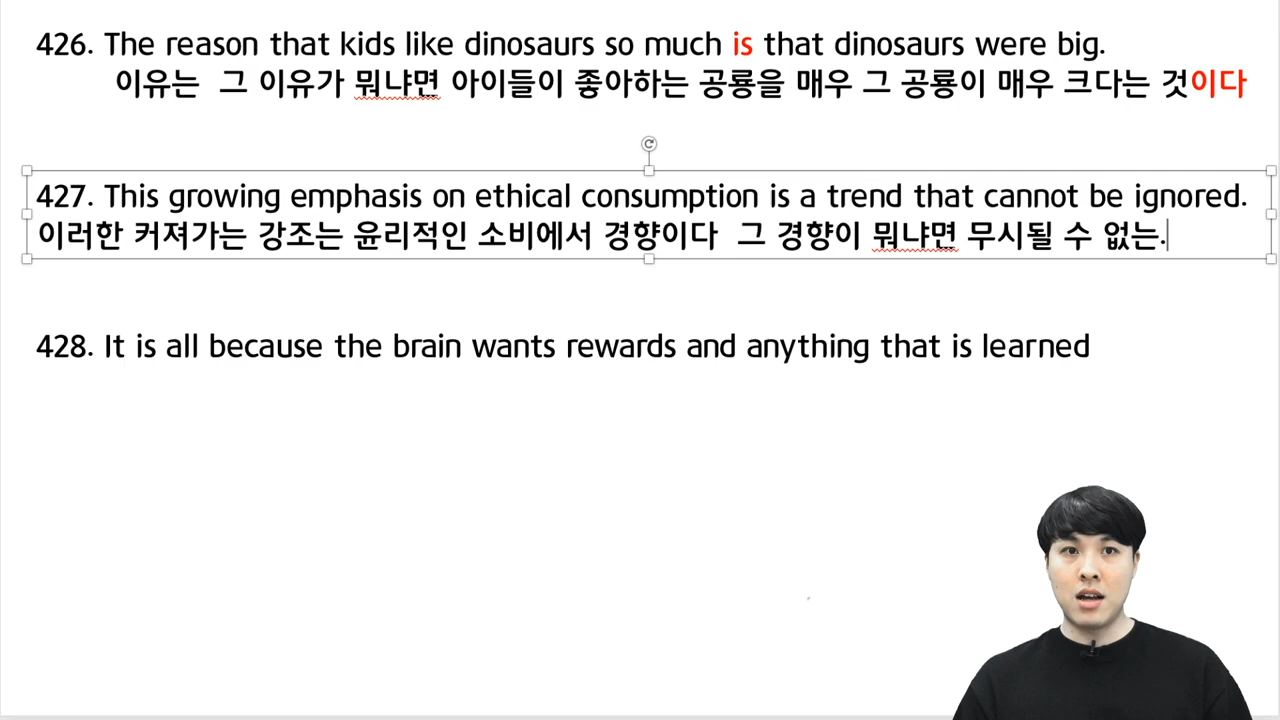 426. The reason that kids like dinosaurs so much is that dinosaurs were big.
이유는 그 이유가 뭐냐면 아이들이 좋아하는 공룡을 매우 그 공룡이 매우 크다는 것이다
427. This growing emphasis on ethical consumption is a trend that cannot be ignored.
이러한 커져가는 강조는 윤리적인 소비에서 경향이다 그 경향이 뭐냐면 무시될 수 없는.
428. It is all because the brain wants rewards and anything that is learned